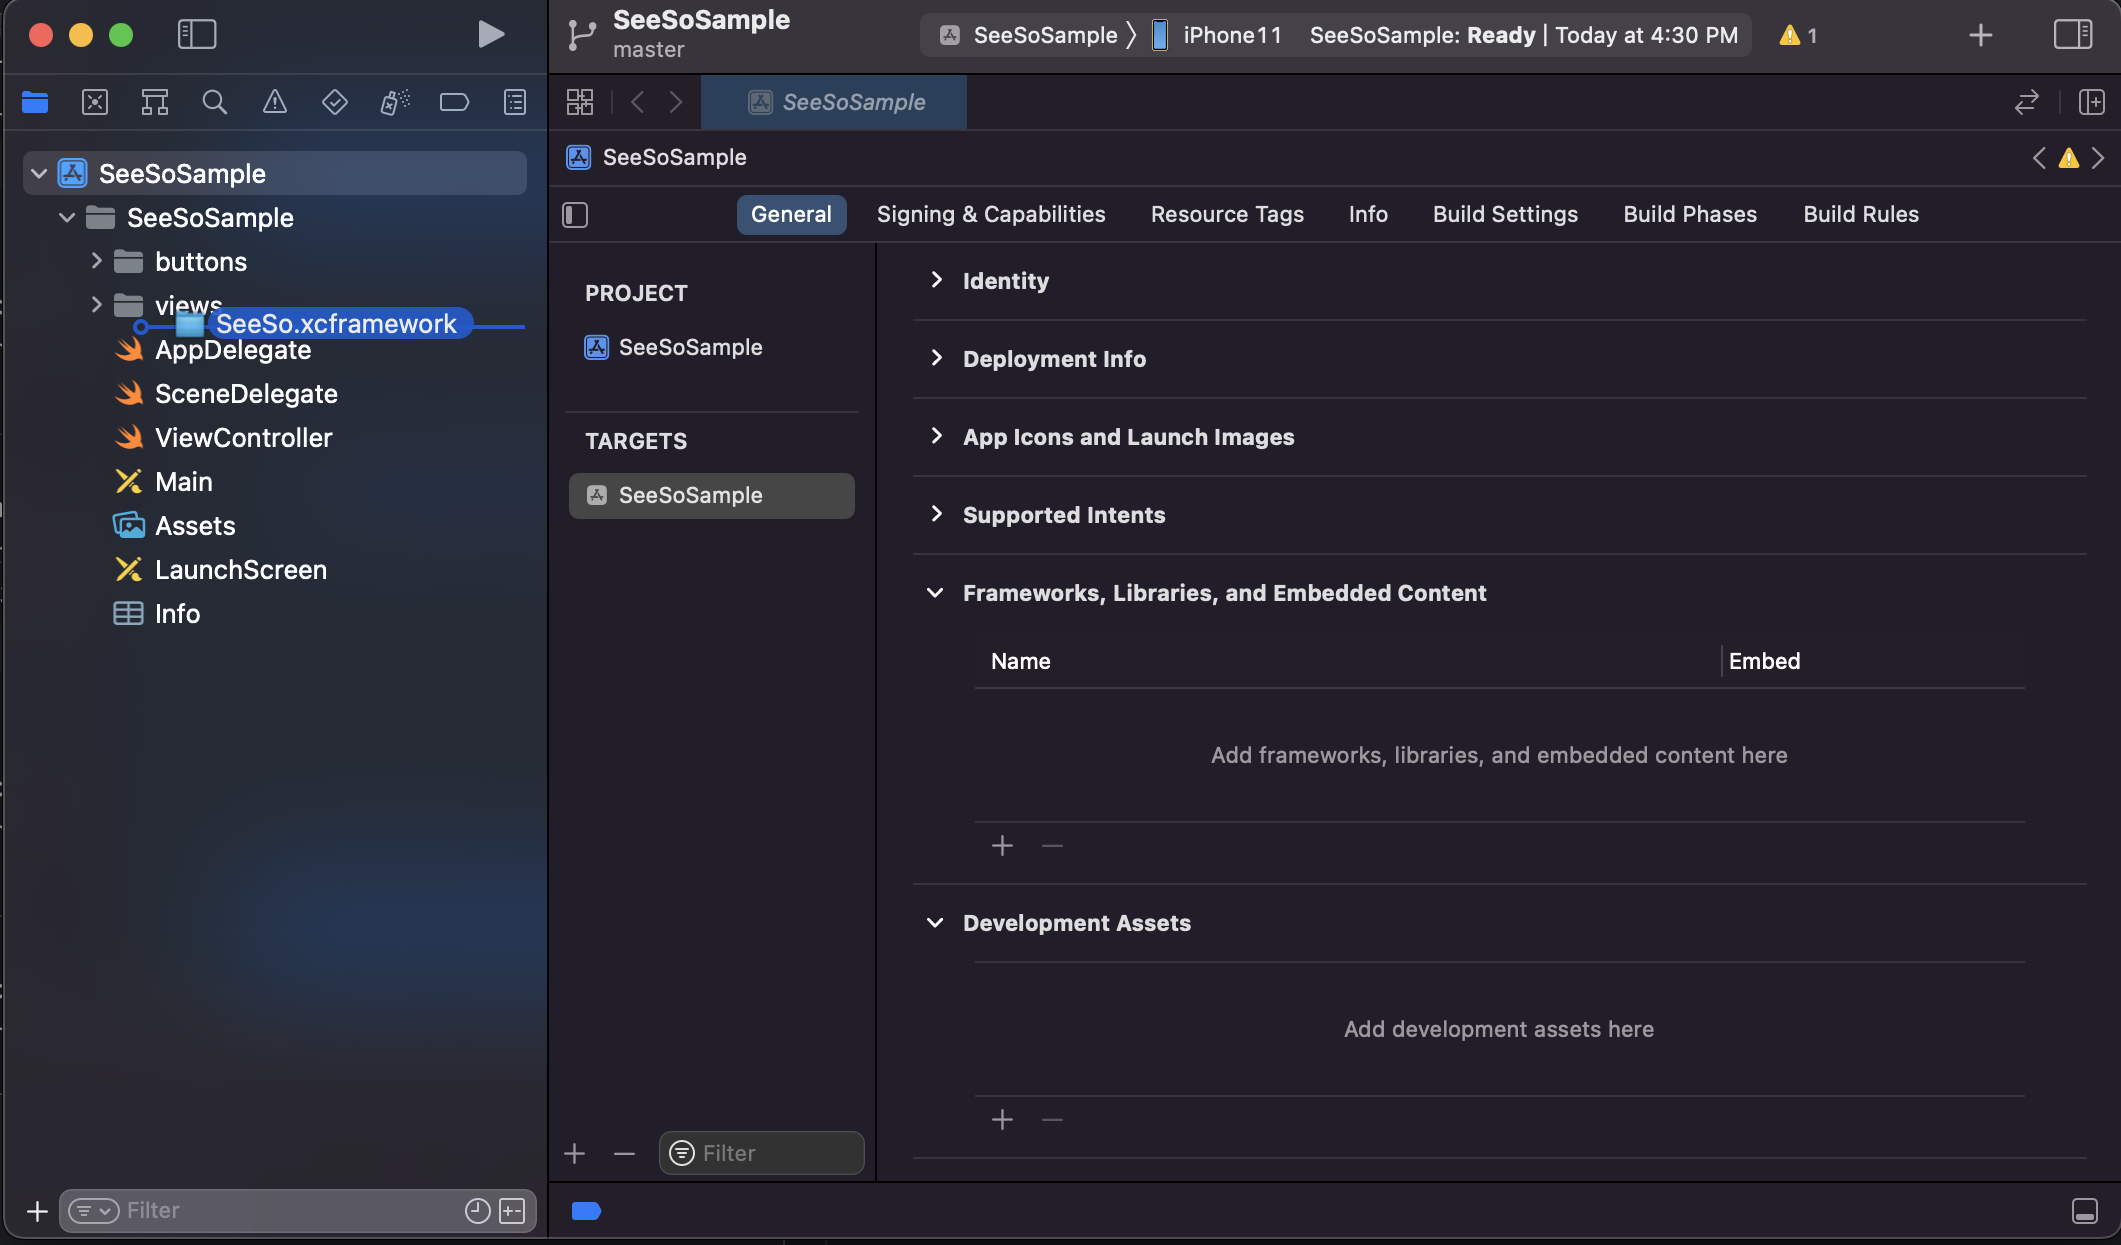 SeeSoSample
master
SeeSoSample
iPhone11
SeeSoSample: Ready | Today at 4:30 PM
1
SeeSoSample
SeeSoSample
SeeSoSample
buttons
views
SeeSo.xcframework
AppDelegate
SceneDelegate
ViewController
Main
Assets
LaunchScreen
Info
Filter
SeeSoSample
General
Signing & Capabilities
Resource Tags
Info
Build Settings
Build Phases
Build Rules
PROJECT
SeeSoSample
TARGETS
SeeSoSample
Filter
Identity
Deployment Info
App Icons and Launch Images
Supported Intents
Frameworks, Libraries, and Embedded Content
Name
Embed
Add frameworks, libraries, and embedded content here
Development Assets
Add development assets here